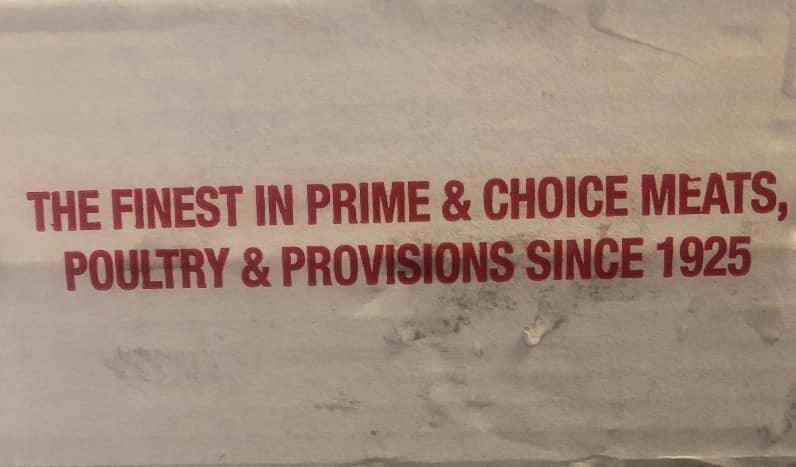 THE FINEST IN PRIME & CHOICE MEATS,
POULTRY & PROVISIONS SINCE 1925